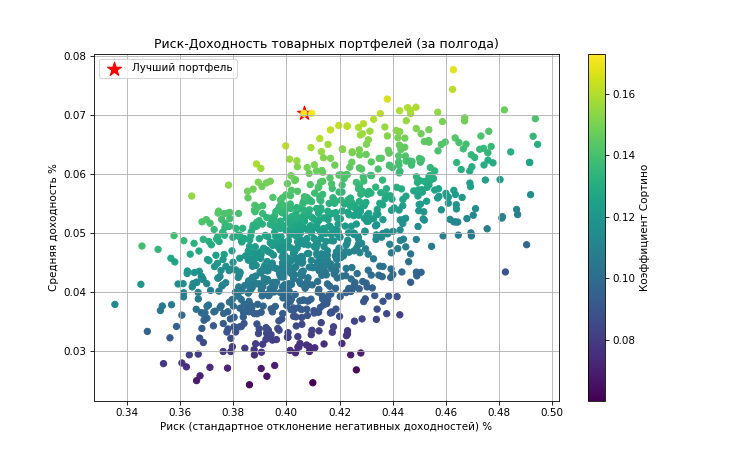 Риск-Доходность товарных портфелей (за полгода)
Лучший портфель
Средняя доходность %
0.08
0.07
0.06
0.05
0.04
0.03
0.34 0.36 0.38 0.40 0.42 0.44 0.46 0.48 0.50
Риск (стандартное отклонение негативных доходностей) %
0.16
0.14
0.12
0.10
0.08
Коэффициент Сортино